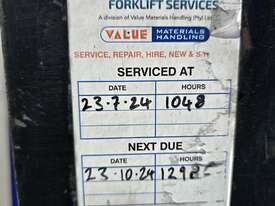 FORKLIFT SERVICES
A division of Value Materials Handling (Pty) Ltd
VALUE MATERIALS HANDLING
SERVICE, REPAIR, HIRE, NEW &
SERVICED AT
DATE HOURS
23.7.24 1048
NEXT DUE
DATE HOURS
23.10.24 1298